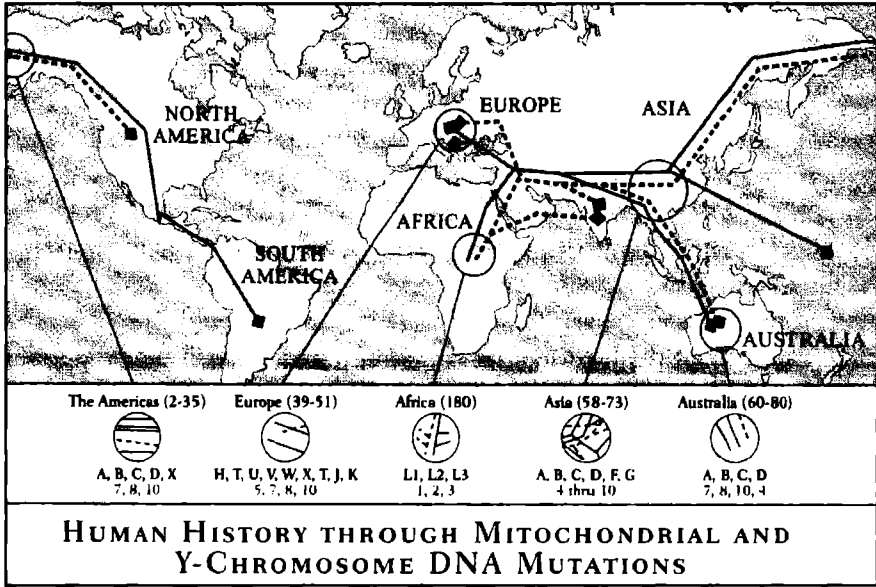 NORTH
AMERICA
EUROPE
ASIA
AFRICA
SOUTH
AMERICA
AUSTRALIA
The Americas (2-35)
A, B, C, D, X
7, 8, 10
Europe (39-51)
H, T, U, V, W, X, T, J, K
5, 7, 8, 10
Africa (180)
L1, L2, L3
1, 2, 3
Asia (58-73)
A, B, C, D, F, G
4 thru 10
Australia (60-80)
A, B, C, D
7, 8, 10, 4
HUMAN HISTORY THROUGH MITOCHONDRIAL AND
Y-CHROMOSOME DNA MUTATIONS